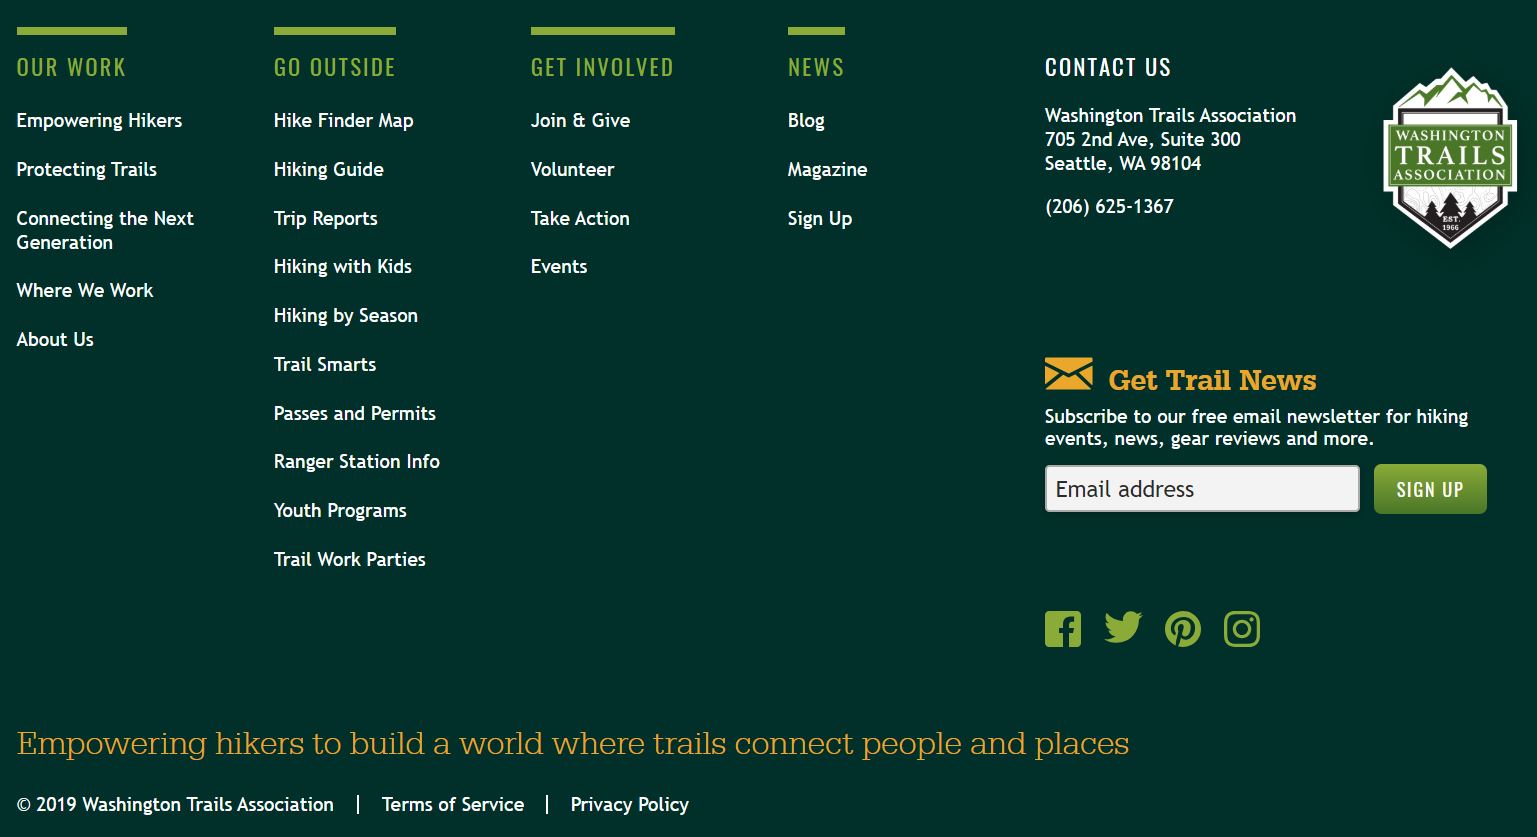 OUR WORK
Empowering Hikers
Protecting Trails
Connecting the Next
Generation
Where We Work
About Us
GO OUTSIDE
Hike Finder Map
Hiking Guide
Trip Reports
Hiking with Kids
Hiking by Season
Trail Smarts
Passes and Permits
Ranger Station Info
Youth Programs
Trail Work Parties
GET INVOLVED
Join & Give
Volunteer
Take Action
Events
NEWS
Blog
Magazine
Sign Up
CONTACT US
Washington Trails Association
705 2nd Ave, Suite 300
Seattle, WA 98104
(206) 625-1367
WASHINGTON
TRAILS
ASSOCIATION
EST.
1966
Get Trail News
Subscribe to our free email newsletter for hiking
events, news, gear reviews and more.
Email address
SIGN UP
Empowering hikers to build a world where trails connect people and places
© 2019 Washington Trails Association | Terms of Service | Privacy Policy